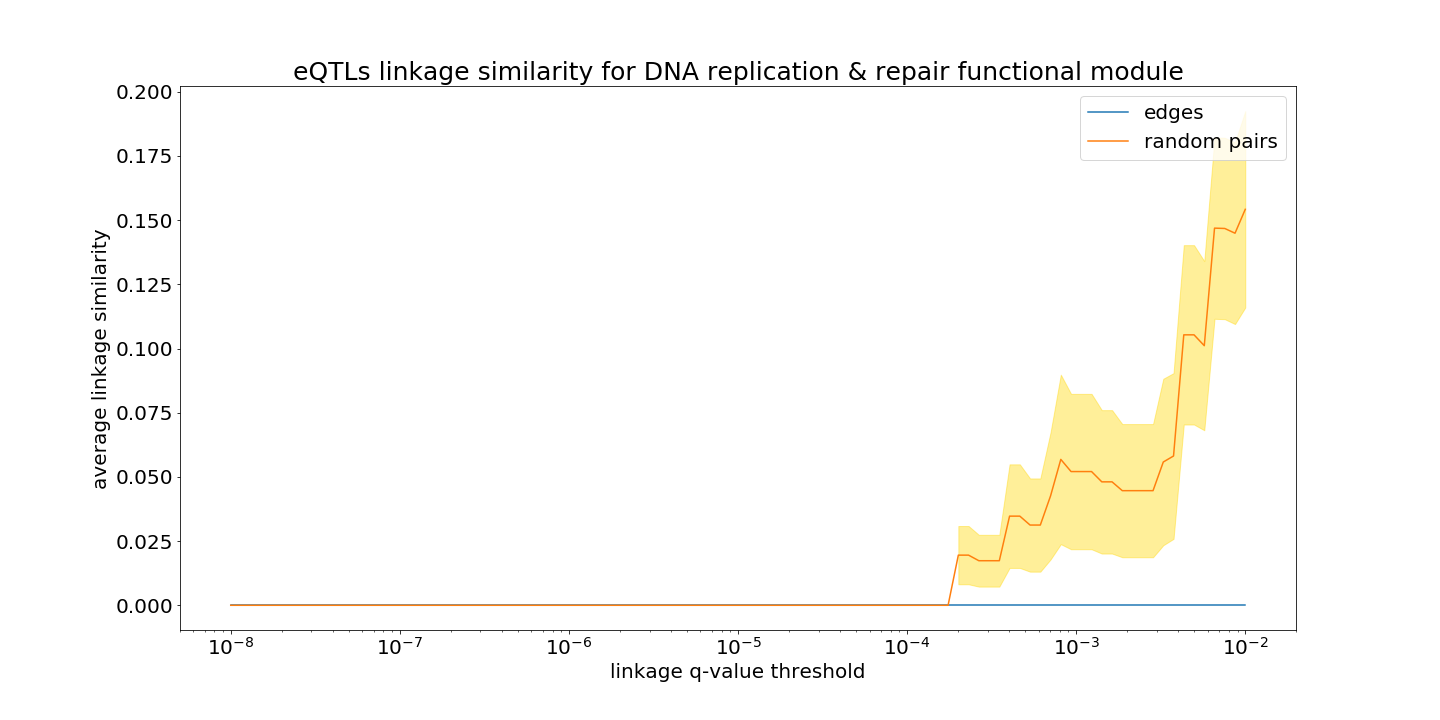 eQTLs linkage similarity for DNA replication & repair functional module
edges
random pairs
average linkage similarity
0.200
0.175
0.150
0.125
0.100
0.075
0.050
0.025
0.000
10⁻⁸ 10⁻⁷ 10⁻⁶ 10⁻⁵ 10⁻⁴ 10⁻³ 10⁻²
linkage q-value threshold